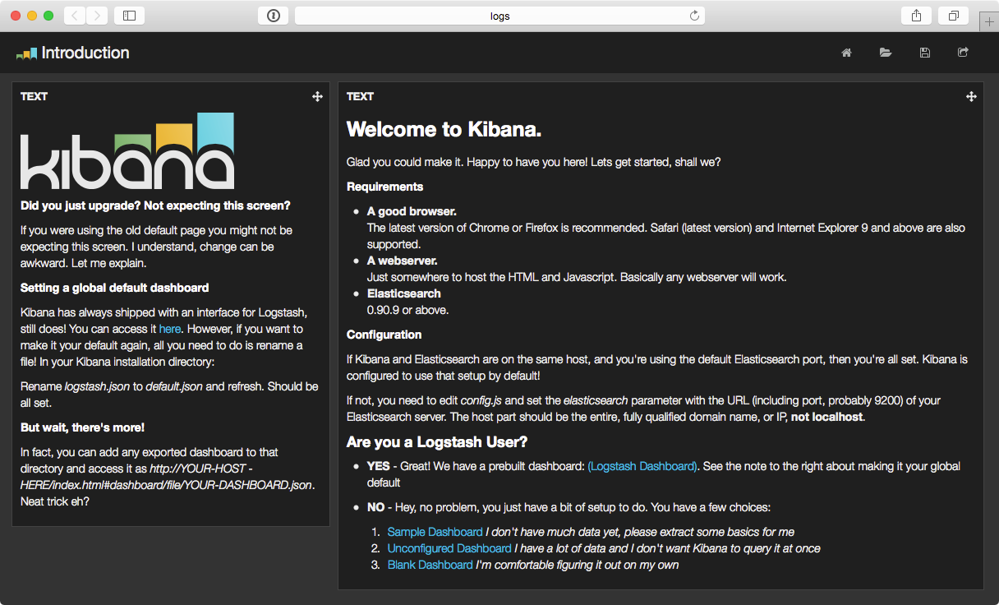 logs
Introduction
TEXT
kibana
Did you just upgrade? Not expecting this screen?
If you were using the old default page you might not be
expecting this screen. I understand, change can be
awkward. Let me explain.
Setting a global default dashboard
Kibana has always shipped with an interface for Logstash,
still does! You can access it here. However, if you want to
make it your default again, all you need to do is rename a
file! In your Kibana installation directory:
Rename logstash.json to default.json and refresh. Should be
all set.
But wait, there's more!
In fact, you can add any exported dashboard to that
directory and access it as http://YOUR-HOST -
HERE/index.html#dashboard/file/YOUR-DASHBOARD.json.
Neat trick eh?
TEXT
Welcome to Kibana.
Glad you could make it. Happy to have you here! Lets get started, shall we?
Requirements
• A good browser.
The latest version of Chrome or Firefox is recommended. Safari (latest version) and Internet Explorer 9 and above are also
supported.
• A webserver.
Just somewhere to host the HTML and Javascript. Basically any webserver will work.
• Elasticsearch
0.90.9 or above.
Configuration
If Kibana and Elasticsearch are on the same host, and you're using the default Elasticsearch port, then you're all set. Kibana is
configured to use that setup by default!
If not, you need to edit config.js and set the elasticsearch parameter with the URL (including port, probably 9200) of your
Elasticsearch server. The host part should be the entire, fully qualified domain name, or IP, not localhost.
Are you a Logstash User?
• YES - Great! We have a prebuilt dashboard: (Logstash Dashboard). See the note to the right about making it your global
default
• NO - Hey, no problem, you just have a bit of setup to do. You have a few choices:
1. Sample Dashboard I don't have much data yet, please extract some basics for me
2. Unconfigured Dashboard I have a lot of data and I don't want Kibana to query it at once
3. Blank Dashboard I'm comfortable figuring it out on my own